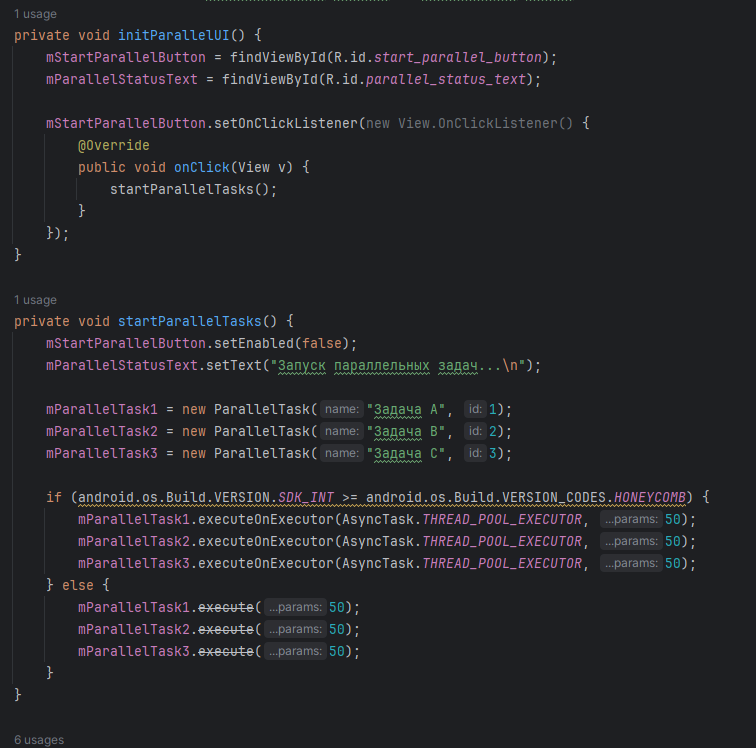 1 usage
private void initParallelUI() {
    mStartParallelButton = findViewById(R.id.start_parallel_button);
    mParallelStatusText = findViewById(R.id.parallel_status_text);

    mStartParallelButton.setOnClickListener(new View.OnClickListener() {
        @Override
        public void onClick(View v) {
            startParallelTasks();
        }
    });
}

1 usage
private void startParallelTasks() {
    mStartParallelButton.setEnabled(false);
    mParallelStatusText.setText("Запуск параллельных задач...\n");

    mParallelTask1 = new ParallelTask( name: "Задача A", id: 1);
    mParallelTask2 = new ParallelTask( name: "Задача B", id: 2);
    mParallelTask3 = new ParallelTask( name: "Задача C", id: 3);

    if (android.os.Build.VERSION.SDK_INT >= android.os.Build.VERSION_CODES.HONEYCOMB) {
        mParallelTask1.executeOnExecutor(AsyncTask.THREAD_POOL_EXECUTOR, ...params: 50);
        mParallelTask2.executeOnExecutor(AsyncTask.THREAD_POOL_EXECUTOR, ...params: 50);
        mParallelTask3.executeOnExecutor(AsyncTask.THREAD_POOL_EXECUTOR, ...params: 50);
    } else {
        mParallelTask1.execute( ...params: 50);
        mParallelTask2.execute( ...params: 50);
        mParallelTask3.execute( ...params: 50);
    }
}

6 usages